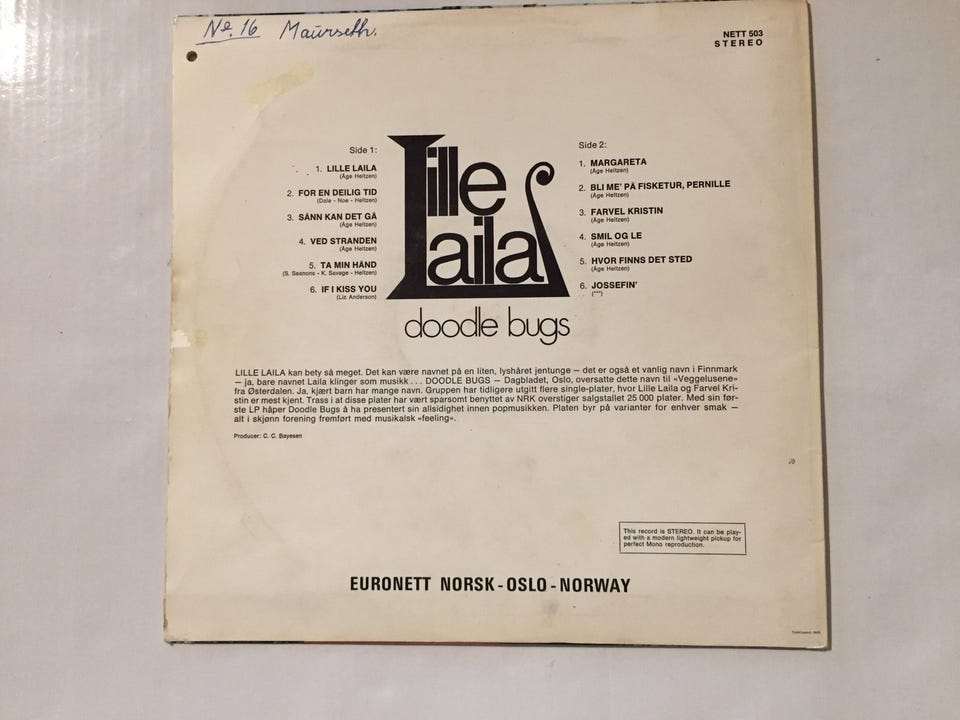 No. 16 Maurseth.
NETT 503
STEREO
Side 1:
1. LILLE LAILA
(Åge Heltzen)
2. FOR EN DEILIG TID
(Dale - Noe - Heltzen)
3. SÅNN KAN DET GÅ
(Åge Heltzen)
4. VED STRANDEN
(Åge Heltzen)
5. TA MIN HÅND
(S. Seanons - K. Savage - Heltzen)
6. IF I KISS YOU
(Liz Anderson)
lille
laila
doodle bugs
Side 2:
1. MARGARETA
(Åge Heltzen)
2. BLI ME' PÅ FISKETUR, PERNILLE
(Åge Heltzen)
3. FARVEL KRISTIN
(Åge Heltzen)
4. SMIL OG LE
(Åge Heltzen)
5. HVOR FINNS DET STED
(Åge Heltzen)
6. JOSSEFIN'
(***)
LILLE LAILA kan bety så meget. Det kan være navnet på en liten, lyshåret jentunge — det er også et vanlig navn i Finnmark
— ja, bare navnet Laila klinger som musikk ... DOODLE BUGS — Dagbladet, Oslo, oversatte dette navn til «Veggelusene»
fra Østerdalen. Ja, kjært barn har mange navn. Gruppen har tidligere utgitt flere single-plater, hvor Lille Laila og Farvel Kri-
stin er mest kjent. Trass i at disse plater har vært sparsomt benyttet av NRK overstiger salgstallet 25 000 plater. Med sin før-
ste LP håper Doodle Bugs å ha presentert sin allsidighet innen popmusikken. Platen byr på varianter for enhver smak —
alt i skjønn forening fremført med musikalsk «feeling».
Producer: C. C. Bøyesen
This record is STEREO. It can be play-
ed with a modern lightweight pickup for
perfect Mono reproduction.
EURONETT NORSK - OSLO - NORWAY